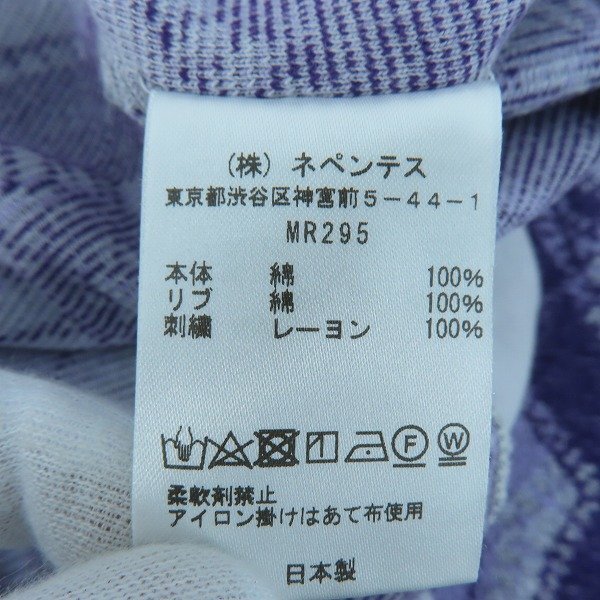 (株) ネペンテス
東京都渋谷区神宮前5-44-1
MR295
本体 綿 100%
リブ 綿 100%
刺繍 レーヨン 100%
F W
柔軟剤禁止
アイロン掛けはあて布使用
日本製